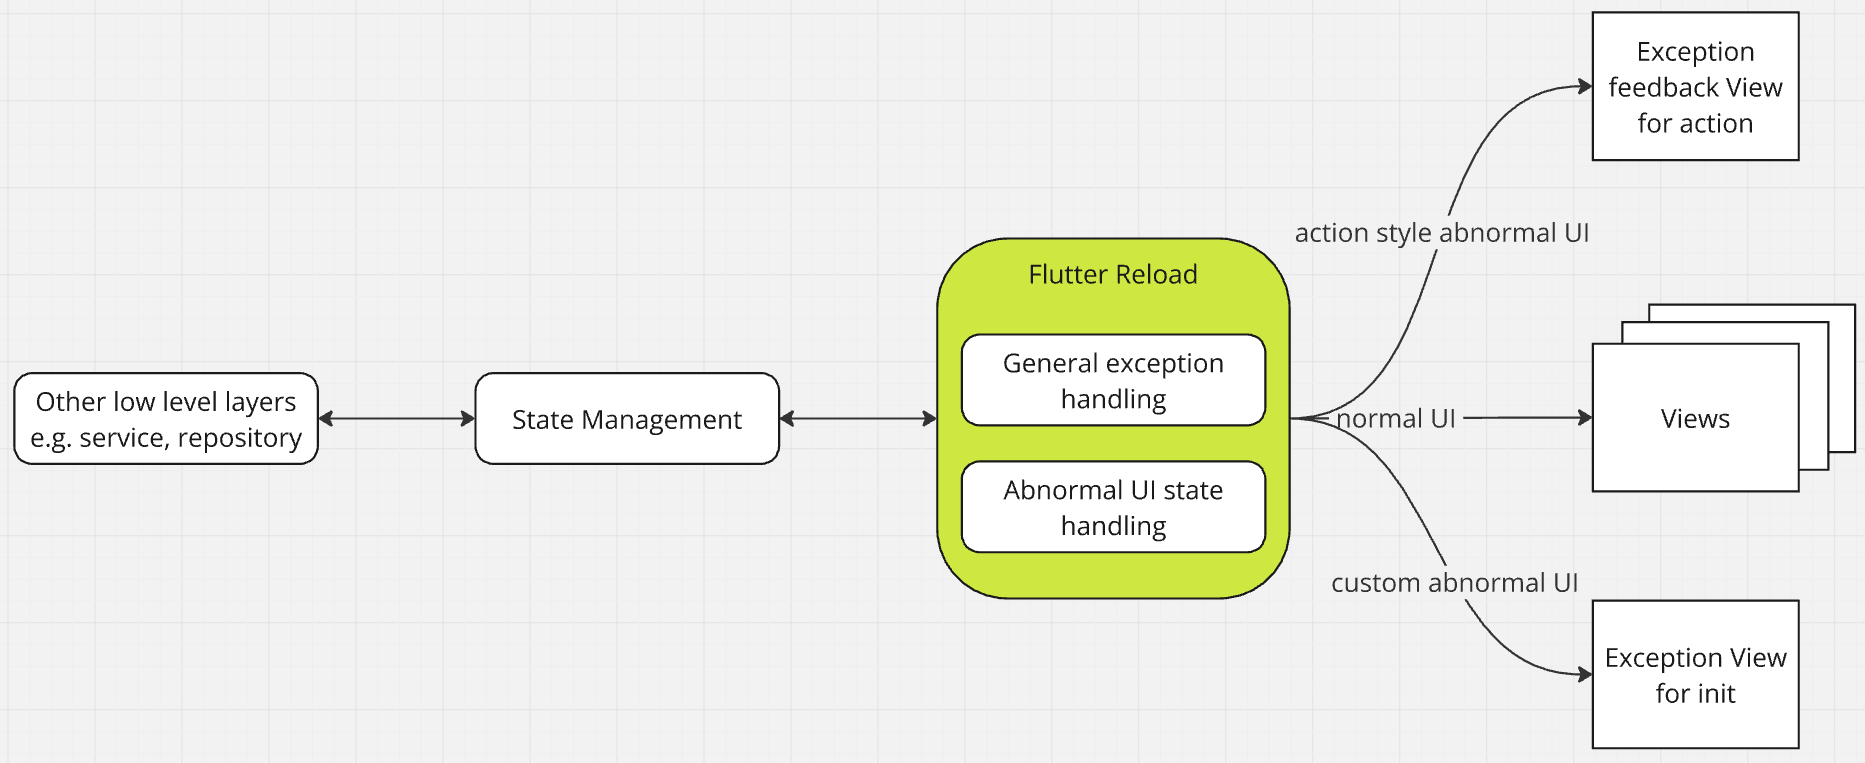 Other low level layers
e.g. service, repository
State Management
Flutter Reload
General exception
handling
Abnormal UI state
handling
action style abnormal UI
normal UI
custom abnormal UI
Exception
feedback View
for action
Views
Exception View
for init